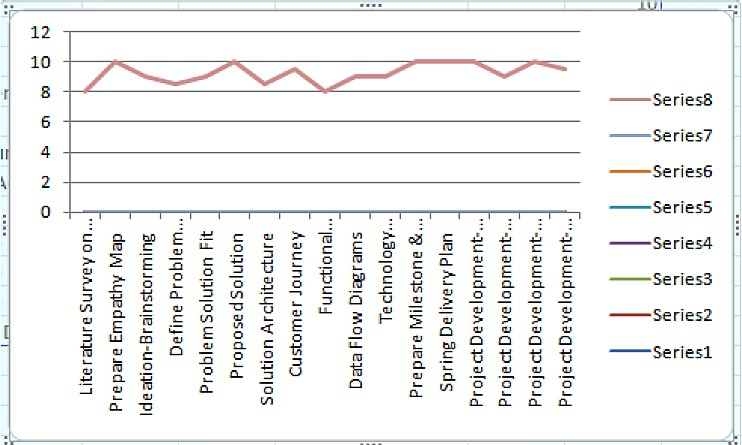 12
10
8
6
4
2
0
Literature Survey on...
Prepare Empathy Map
Ideation-Brainstorming
Define Problem...
Problem Solution Fit
Proposed Solution
Solution Architecture
Customer Journey
Functional...
Data Flow Diagrams
Technology...
Prepare Milestone &...
Spring Delivery Plan
Project Development-...
Project Development-...
Project Development-...
Project Development-...
Series8
Series7
Series6
Series5
Series4
Series3
Series2
Series1